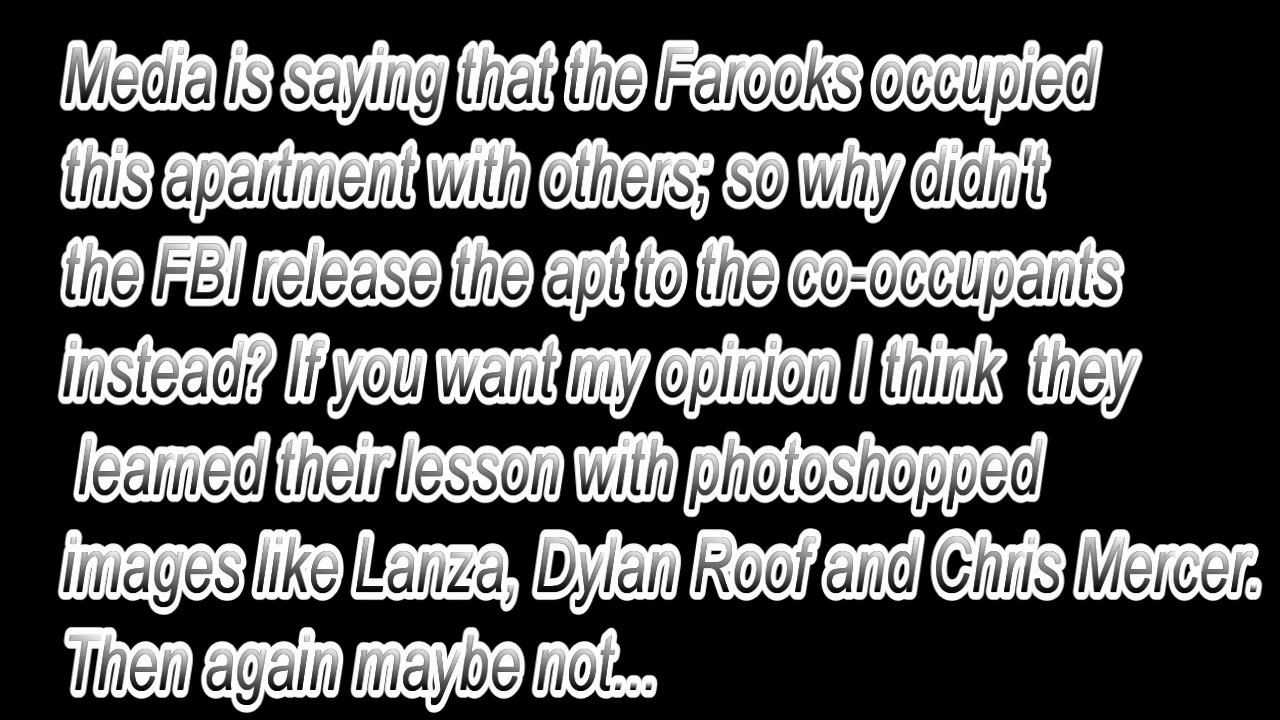 Media is saying that the Farooks occupied
this apartment with others; so why didn't
the FBI release the apt to the co-occupants
instead? If you want my opinion I think  they
learned their lesson with photoshopped
images like Lanza, Dylan Roof and Chris Mercer.
Then again maybe not...